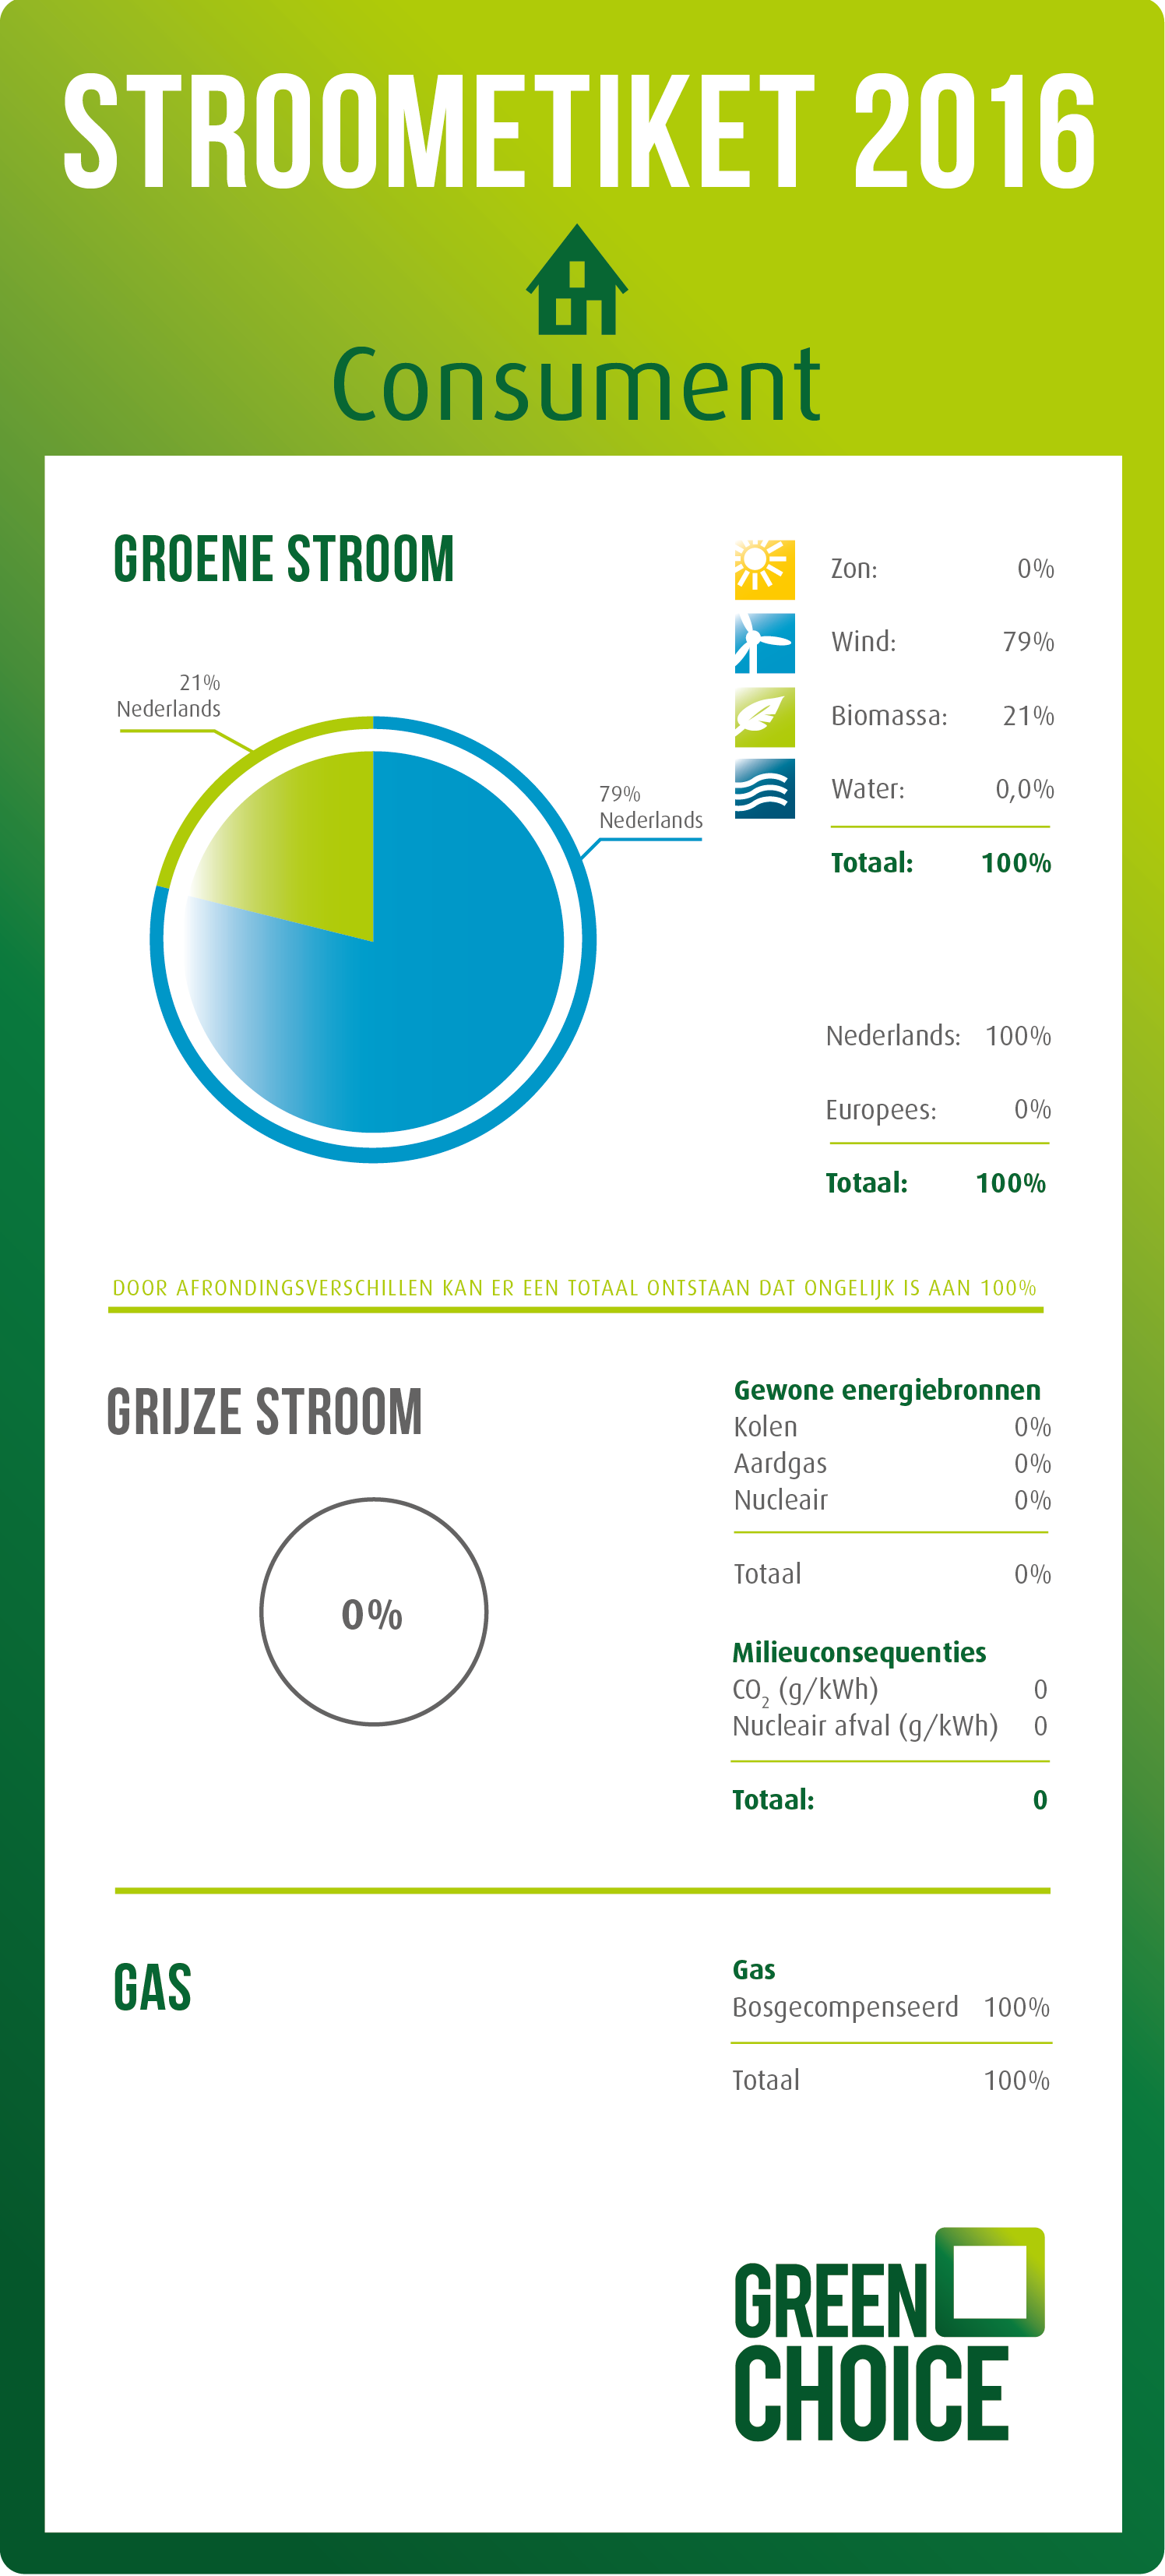 STROOMETIKET 2016
Consument
GROENE STROOM
21%
Nederlands
79%
Nederlands
Zon: 0%
Wind: 79%
Biomassa: 21%
Water: 0,0%
Totaal: 100%
Nederlands: 100%
Europees: 0%
Totaal: 100%
DOOR AFRONDINGSVERSCHILLEN KAN ER EEN TOTAAL ONTSTAAN DAT ONGELIJK IS AAN 100%
GRIJZE STROOM
0%
Gewone energiebronnen
Kolen 0%
Aardgas 0%
Nucleair 0%
Totaal 0%
Milieuconsequenties
CO₂ (g/kWh) 0
Nucleair afval (g/kWh) 0
Totaal: 0
GAS
Gas
Bosgecompenseerd 100%
Totaal 100%
GREEN
CHOICE